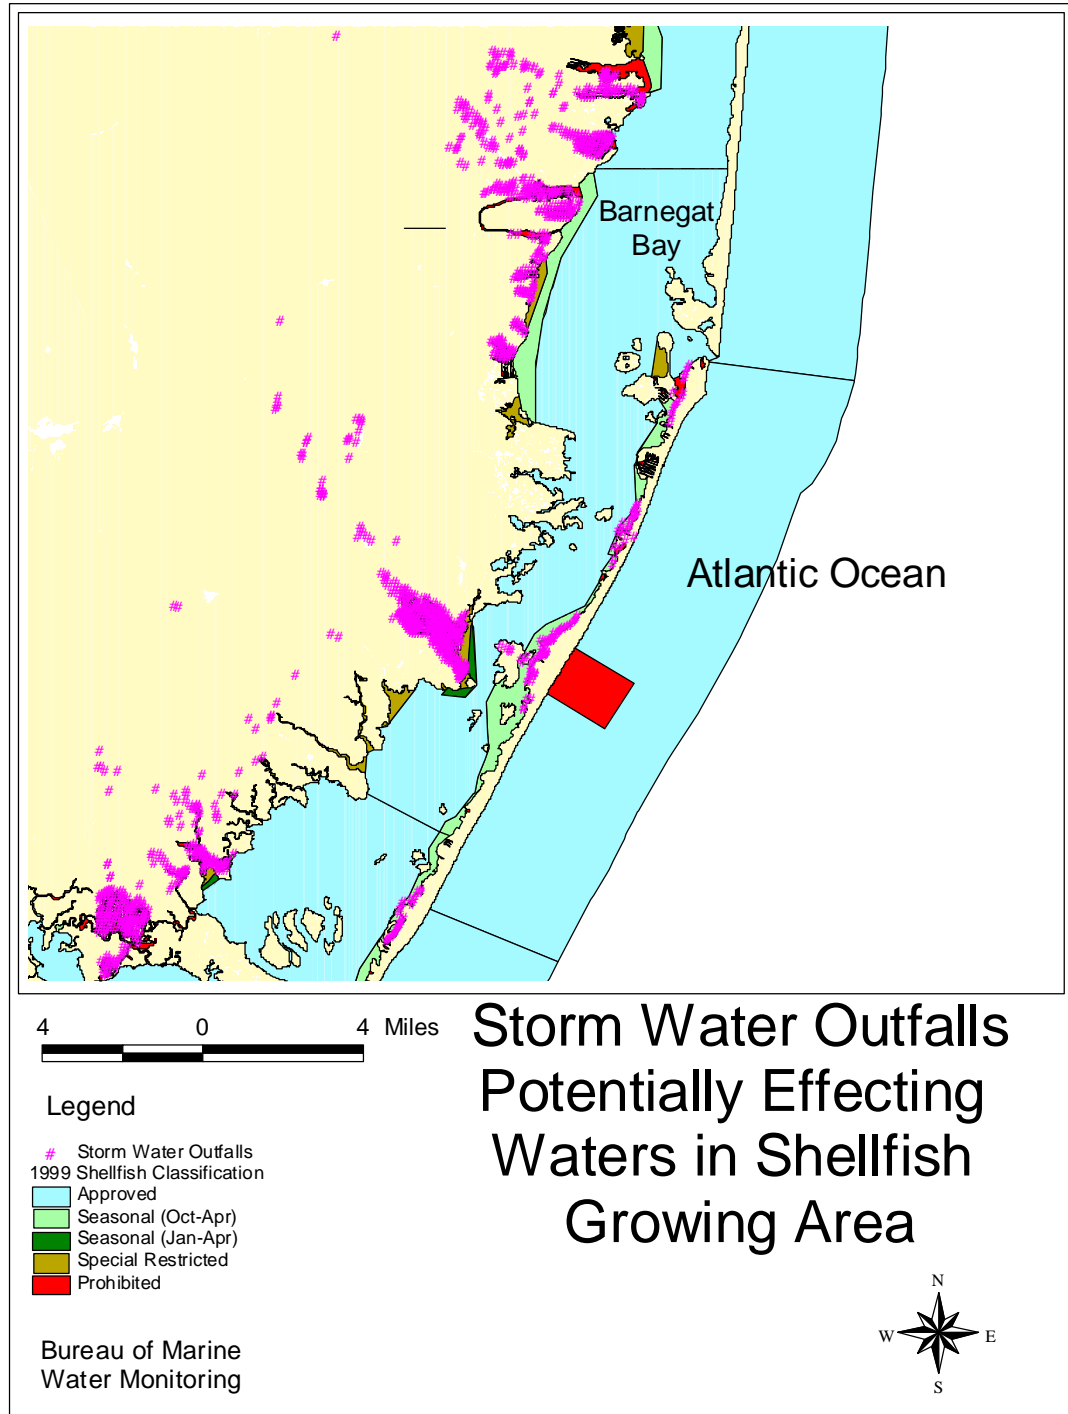 Barnegat
Bay
Atlantic Ocean
4 0 4 Miles
Storm Water Outfalls
Potentially Effecting
Waters in Shellfish
Growing Area
Legend
# Storm Water Outfalls
1999 Shellfish Classification
Approved
Seasonal (Oct-Apr)
Seasonal (Jan-Apr)
Special Restricted
Prohibited
Bureau of Marine
Water Monitoring
N
W E
S